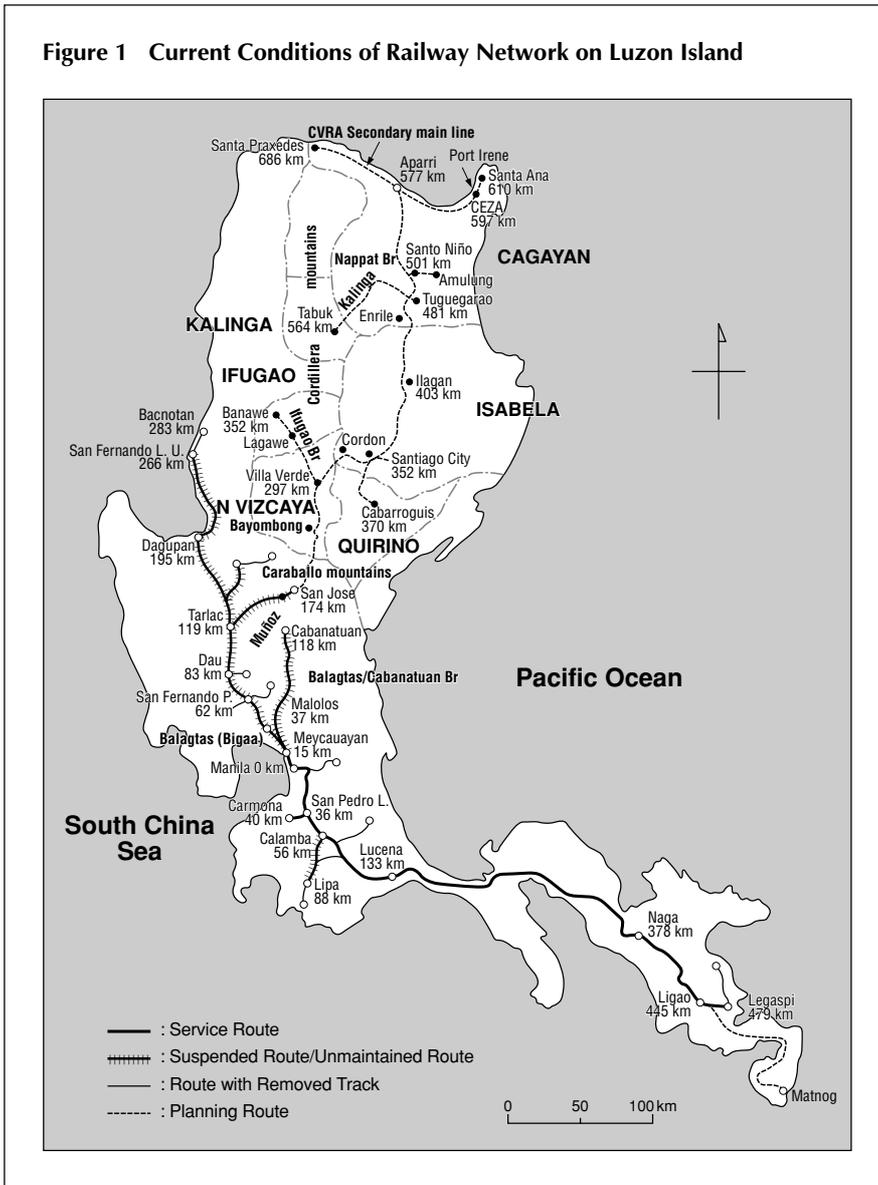 Figure 1 Current Conditions of Railway Network on Luzon Island
CVRA Secondary main line
Santa Praxedes
686 km
Aparri
577 km
Port Irene
Santa Ana
610 km
CEZA
597 km
mountains
Nappat Br
Santo Niño
501 km
CAGAYAN
Amulung
Kalinga
Tuguegarao
481 km
Tabuk
564 km
Enrile
KALINGA
Cordillera
IFUGAO
Ilagan
403 km
ISABELA
Bacnotan
283 km
Banawe
352 km
Ifugao Br
Lagawe
Cordon
San Fernando L. U.
266 km
Santiago City
352 km
Villa Verde
297 km
N VIZCAYA
Cabarroguis
370 km
Bayombong
QUIRINO
Dagupan
195 km
Caraballo mountains
San Jose
174 km
Tarlac
119 km
Muñoz
Cabanatuan
118 km
Dau
83 km
Balagtas/Cabanatuan Br
Pacific Ocean
San Fernando P.
62 km
Malolos
37 km
Balagtas (Bigaa)
Meycauayan
15 km
Manila 0 km
Carmona
40 km
San Pedro L.
36 km
South China
Sea
Calamba
56 km
Lucena
133 km
Lipa
88 km
Naga
378 km
Ligao
445 km
Legaspi
479 km
Matnog
: Service Route
: Suspended Route/Unmaintained Route
: Route with Removed Track
: Planning Route
0 50 100 km